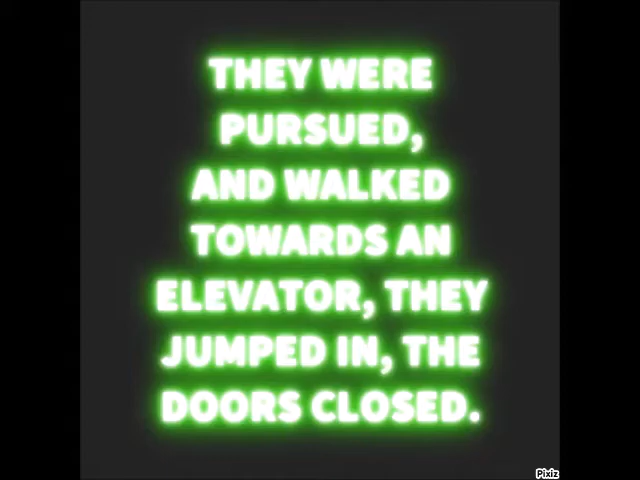 THEY WERE
PURSUED,
AND WALKED
TOWARDS AN
ELEVATOR, THEY
JUMPED IN, THE
DOORS CLOSED.
Pixiz